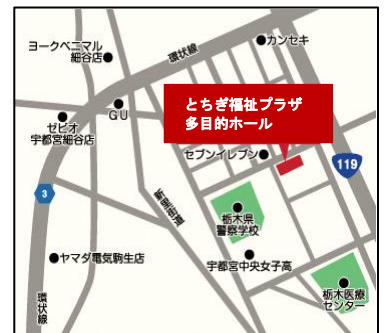 ヨークベニマル
細谷店
環状線
カンセキ
ゼビオ
宇都宮細谷店
GU
とちぎ福祉プラザ
多目的ホール
セブンイレブン
119
3
新里街道
栃木県
警察学校
ヤマダ電気駒生店
宇都宮中央女子高
栃木医療
センター
環状線